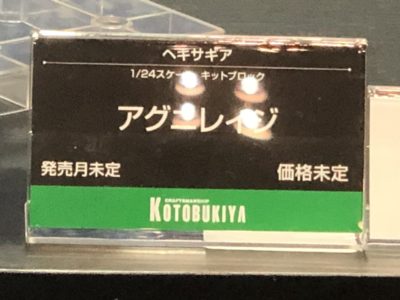 ヘキサギア
1/24スケール キットブロック
アグニレイジ
発売月未定 価格未定
CRAFTSMANSHIP
KOTOBUKIYA